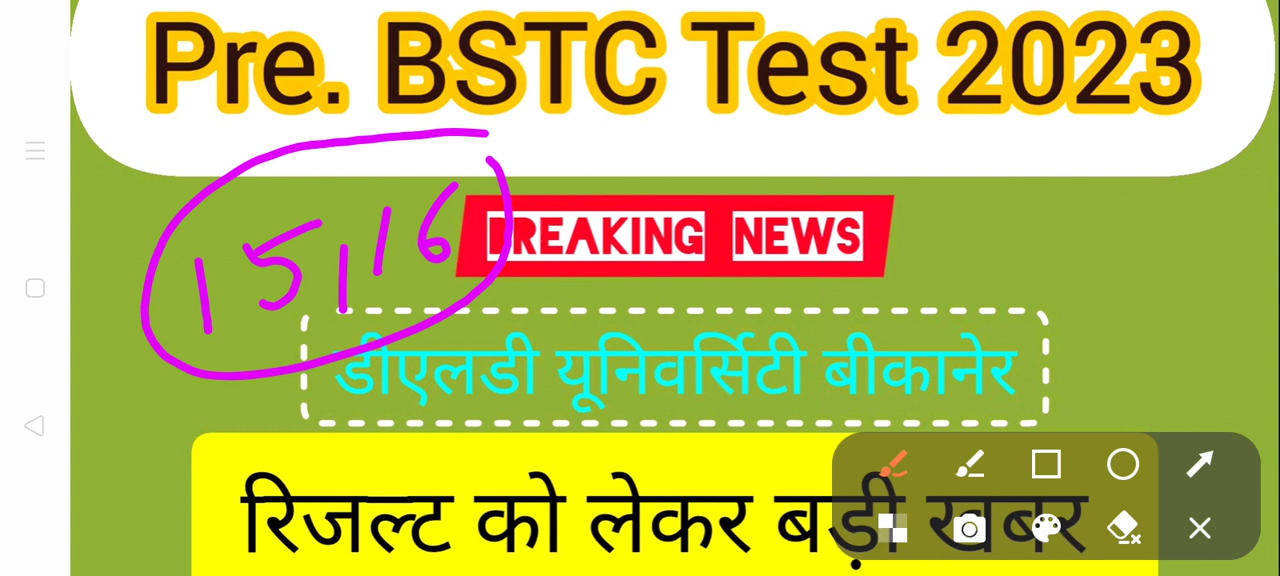 Pre. BSTC Test 2023
15,16
BREAKING NEWS
डीएलडी यूनिवर्सिटी बीकानेर
रिजल्ट को लेकर बड़ी खबर